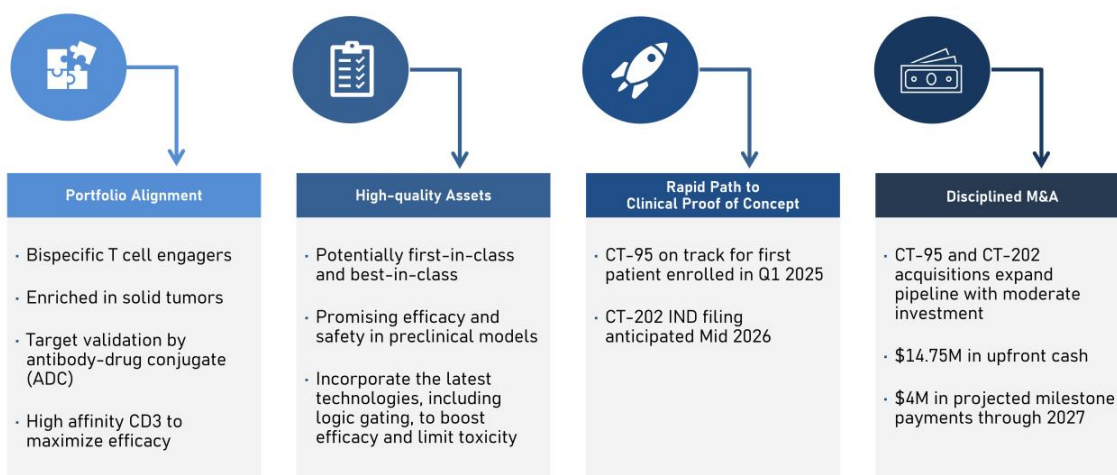 Portfolio Alignment
· Bispecific T cell engagers
· Enriched in solid tumors
· Target validation by
antibody-drug conjugate
(ADC)
· High affinity CD3 to
maximize efficacy
High-quality Assets
· Potentially first-in-class
and best-in-class
· Promising efficacy and
safety in preclinical models
· Incorporate the latest
technologies, including
logic gating, to boost
efficacy and limit toxicity
Rapid Path to
Clinical Proof of Concept
· CT-95 on track for first
patient enrolled in Q1 2025
· CT-202 IND filing
anticipated Mid 2026
Disciplined M&A
· CT-95 and CT-202
acquisitions expand
pipeline with moderate
investment
· $14.75M in upfront cash
· $4M in projected milestone
payments through 2027